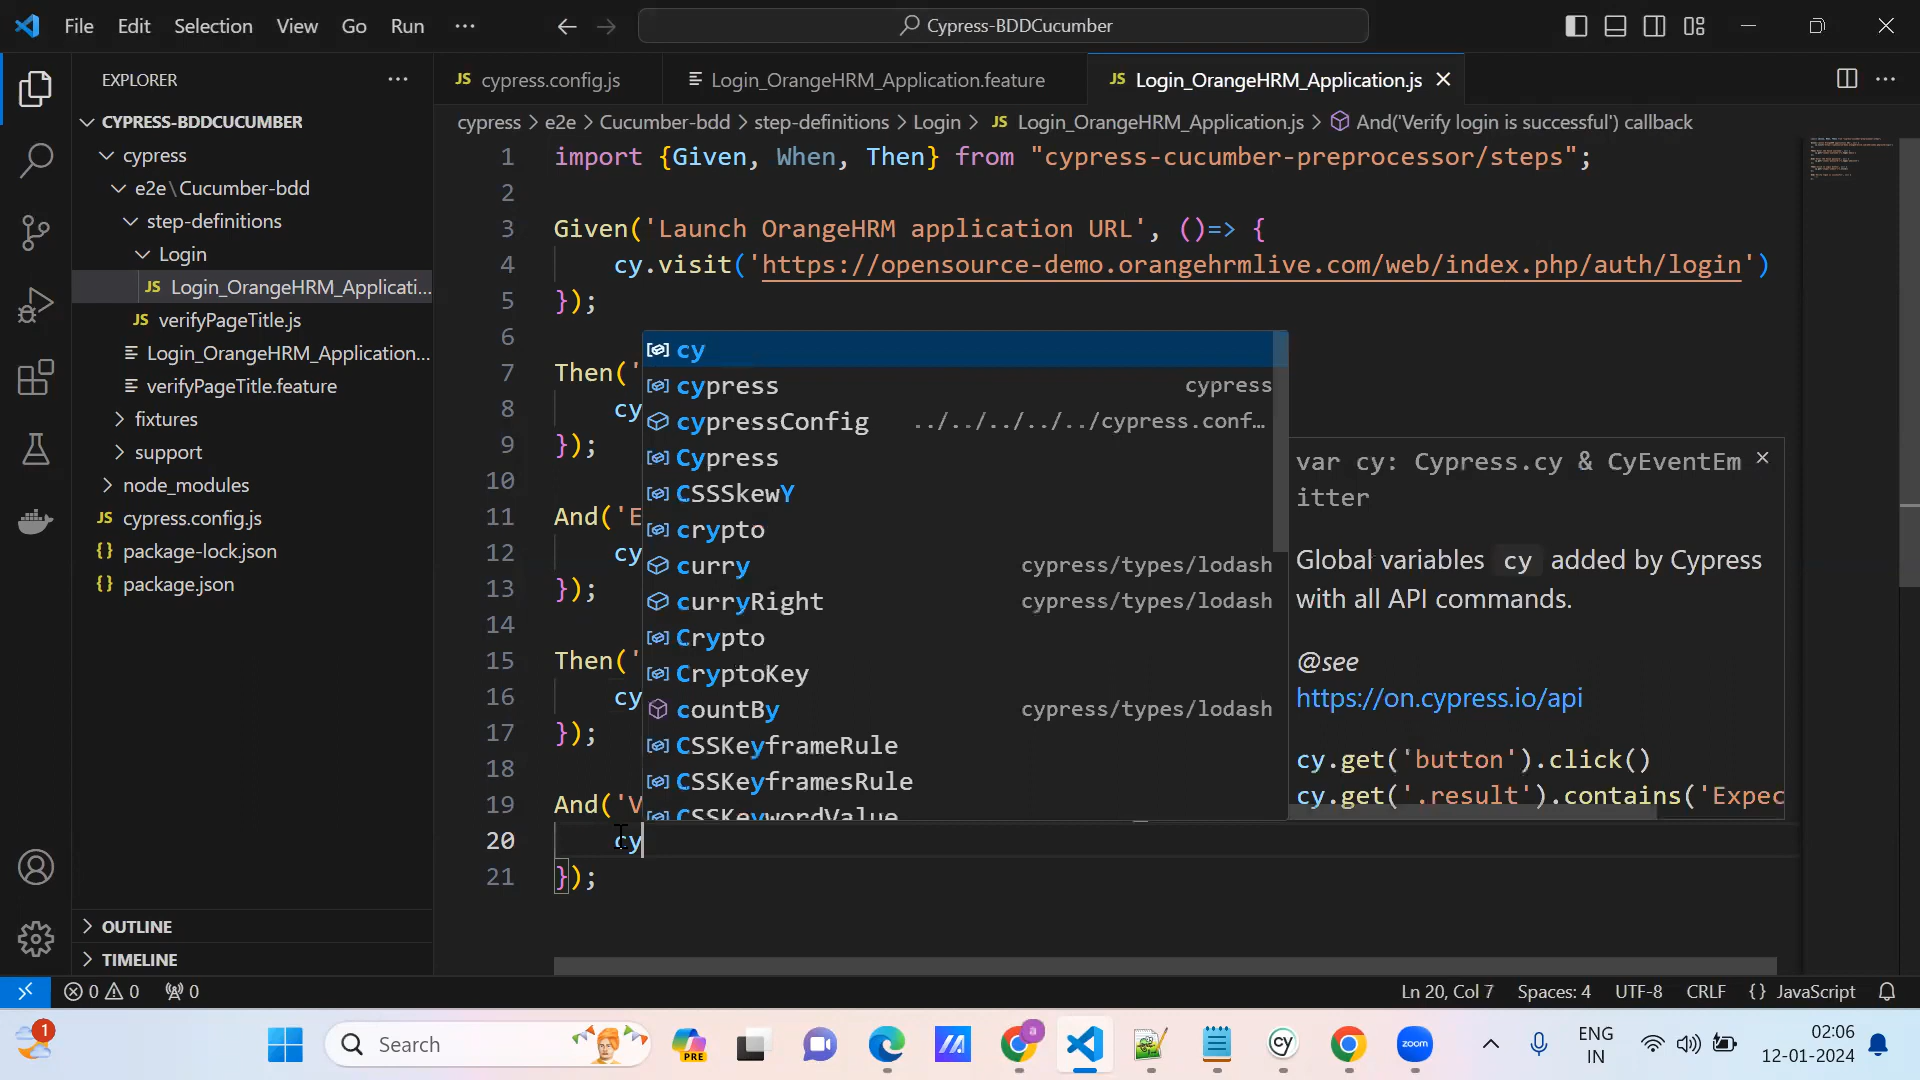 File Edit Selection View Go Run ··· Cypress-BDDCucumber
EXPLORER ···
CYPRESS-BDDCUCUMBER
cypress
e2e\Cucumber-bdd
step-definitions
Login
JS Login_OrangeHRM_Applicati...
JS verifyPageTitle.js
Login_OrangeHRM_Application...
verifyPageTitle.feature
fixtures
support
node_modules
JS cypress.config.js
{} package-lock.json
{} package.json
OUTLINE
TIMELINE
JS cypress.config.js Login_OrangeHRM_Application.feature JS Login_OrangeHRM_Application.js
cypress > e2e > Cucumber-bdd > step-definitions > Login > JS Login_OrangeHRM_Application.js > And('Verify login is successful') callback
1 import {Given, When, Then} from "cypress-cucumber-preprocessor/steps";
2
3 Given('Launch OrangeHRM application URL', ()=> {
4 cy.visit('https://opensource-demo.orangehrmlive.com/web/index.php/auth/login')
5 });
6
7 Then('
8 cy
9 });
10
11 And('E
12 cy
13 });
14
15 Then('
16 cy
17 });
18
19 And('V
20 cy
21 });
cy
cypress cypress
cypressConfig ../../../../../cypress.conf...
Cypress
CSSSkewY
crypto
curry cypress/types/lodash
curryRight cypress/types/lodash
Crypto
CryptoKey
countBy cypress/types/lodash
CSSKeyframeRule
CSSKeyframesRule
CSSKeywordValue
var cy: Cypress.cy & CyEventEm
itter
Global variables cy added by Cypress
with all API commands.
@see
https://on.cypress.io/api
cy.get('button').click()
cy.get('.result').contains('Expec
0 0 0 Ln 20, Col 7 Spaces: 4 UTF-8 CRLF {} JavaScript
1 Search PRE a cy zoom ENG
IN
02:06
12-01-2024